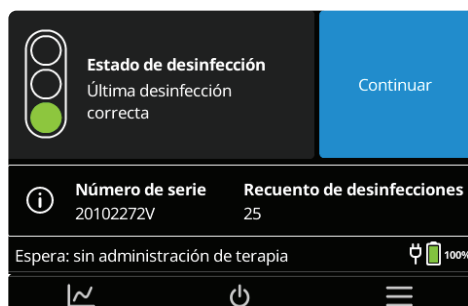 Estado de desinfección
Última desinfección
correcta
Continuar
Número de serie
20102272V
Recuento de desinfecciones
25
Espera: sin administración de terapia
100%